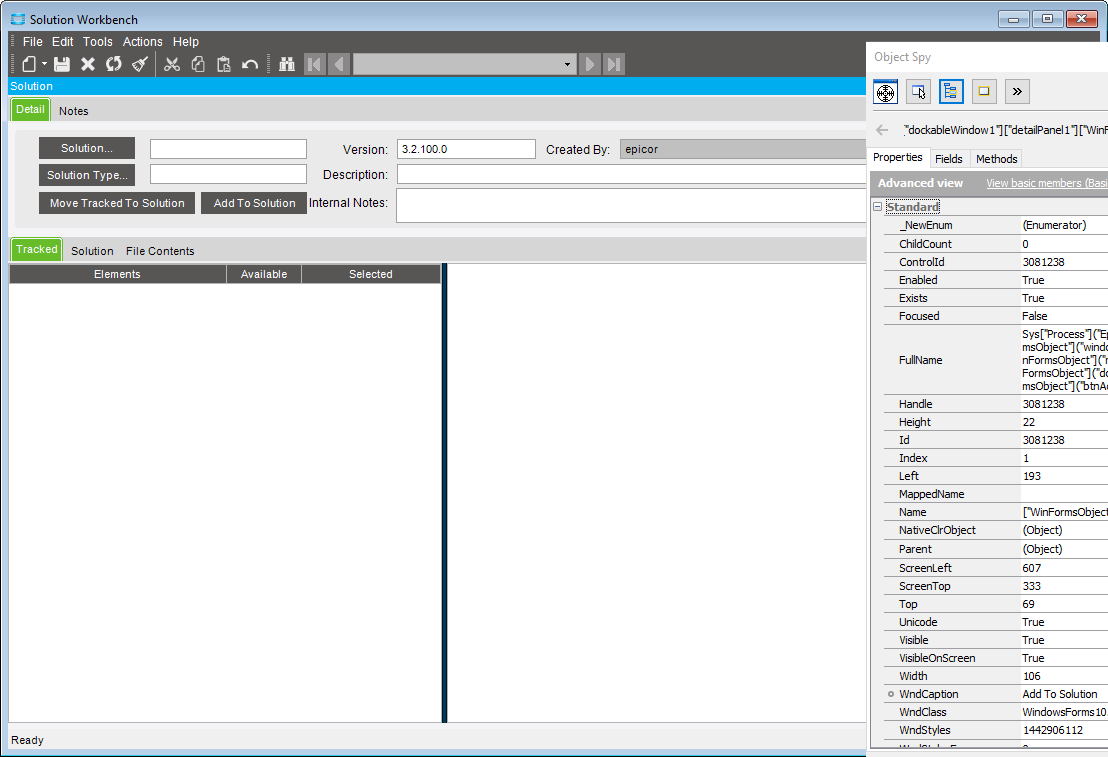 Solution Workbench
File Edit Tools Actions Help
Solution
Detail Notes
Solution...
Version: 3.2.100.0 Created By: epicor
Solution Type...
Description:
Move Tracked To Solution Add To Solution Internal Notes:
Tracked Solution File Contents
Elements Available Selected
Ready
Object Spy
"dockableWindow1"]["detailPanel1"]["WinF
Properties Fields Methods
Advanced view View basic members (Basi
Standard
_NewEnum (Enumerator)
ChildCount 0
ControlId 3081238
Enabled True
Exists True
Focused False
FullName
Sys["Process"]("Ep
msObject"]("windo
nFormsObject"]("r
FormsObject"]("do
msObject"]("btnAd
Handle 3081238
Height 22
Id 3081238
Index 1
Left 193
MappedName
Name ["WinFormsObject
NativeClrObject (Object)
Parent (Object)
ScreenLeft 607
ScreenTop 333
Top 69
Unicode True
Visible True
VisibleOnScreen True
Width 106
WndCaption Add To Solution
WndClass WindowsForms10.
WndStyles 1442906112